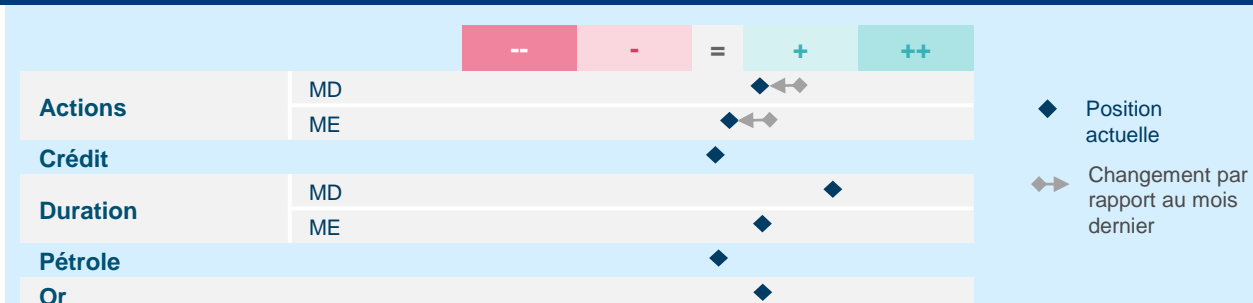 -- - = + ++
Actions
MD
ME
Crédit
Duration
MD
ME
Pétrole
Or
Position
actuelle
Changement par
rapport au mois
dernier